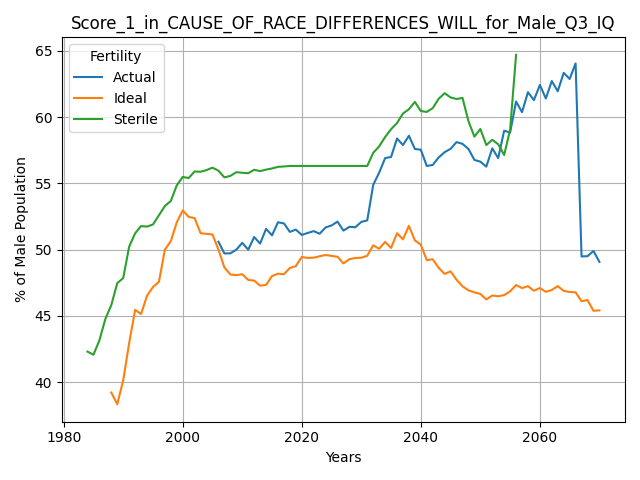 Score_1_in_CAUSE_OF_RACE_DIFFERENCES_WILL_for_Male_Q3_IQ
Fertility
Actual
Ideal
Sterile
% of Male Population
65
60
55
50
45
40
1980
2000
2020
2040
2060
Years